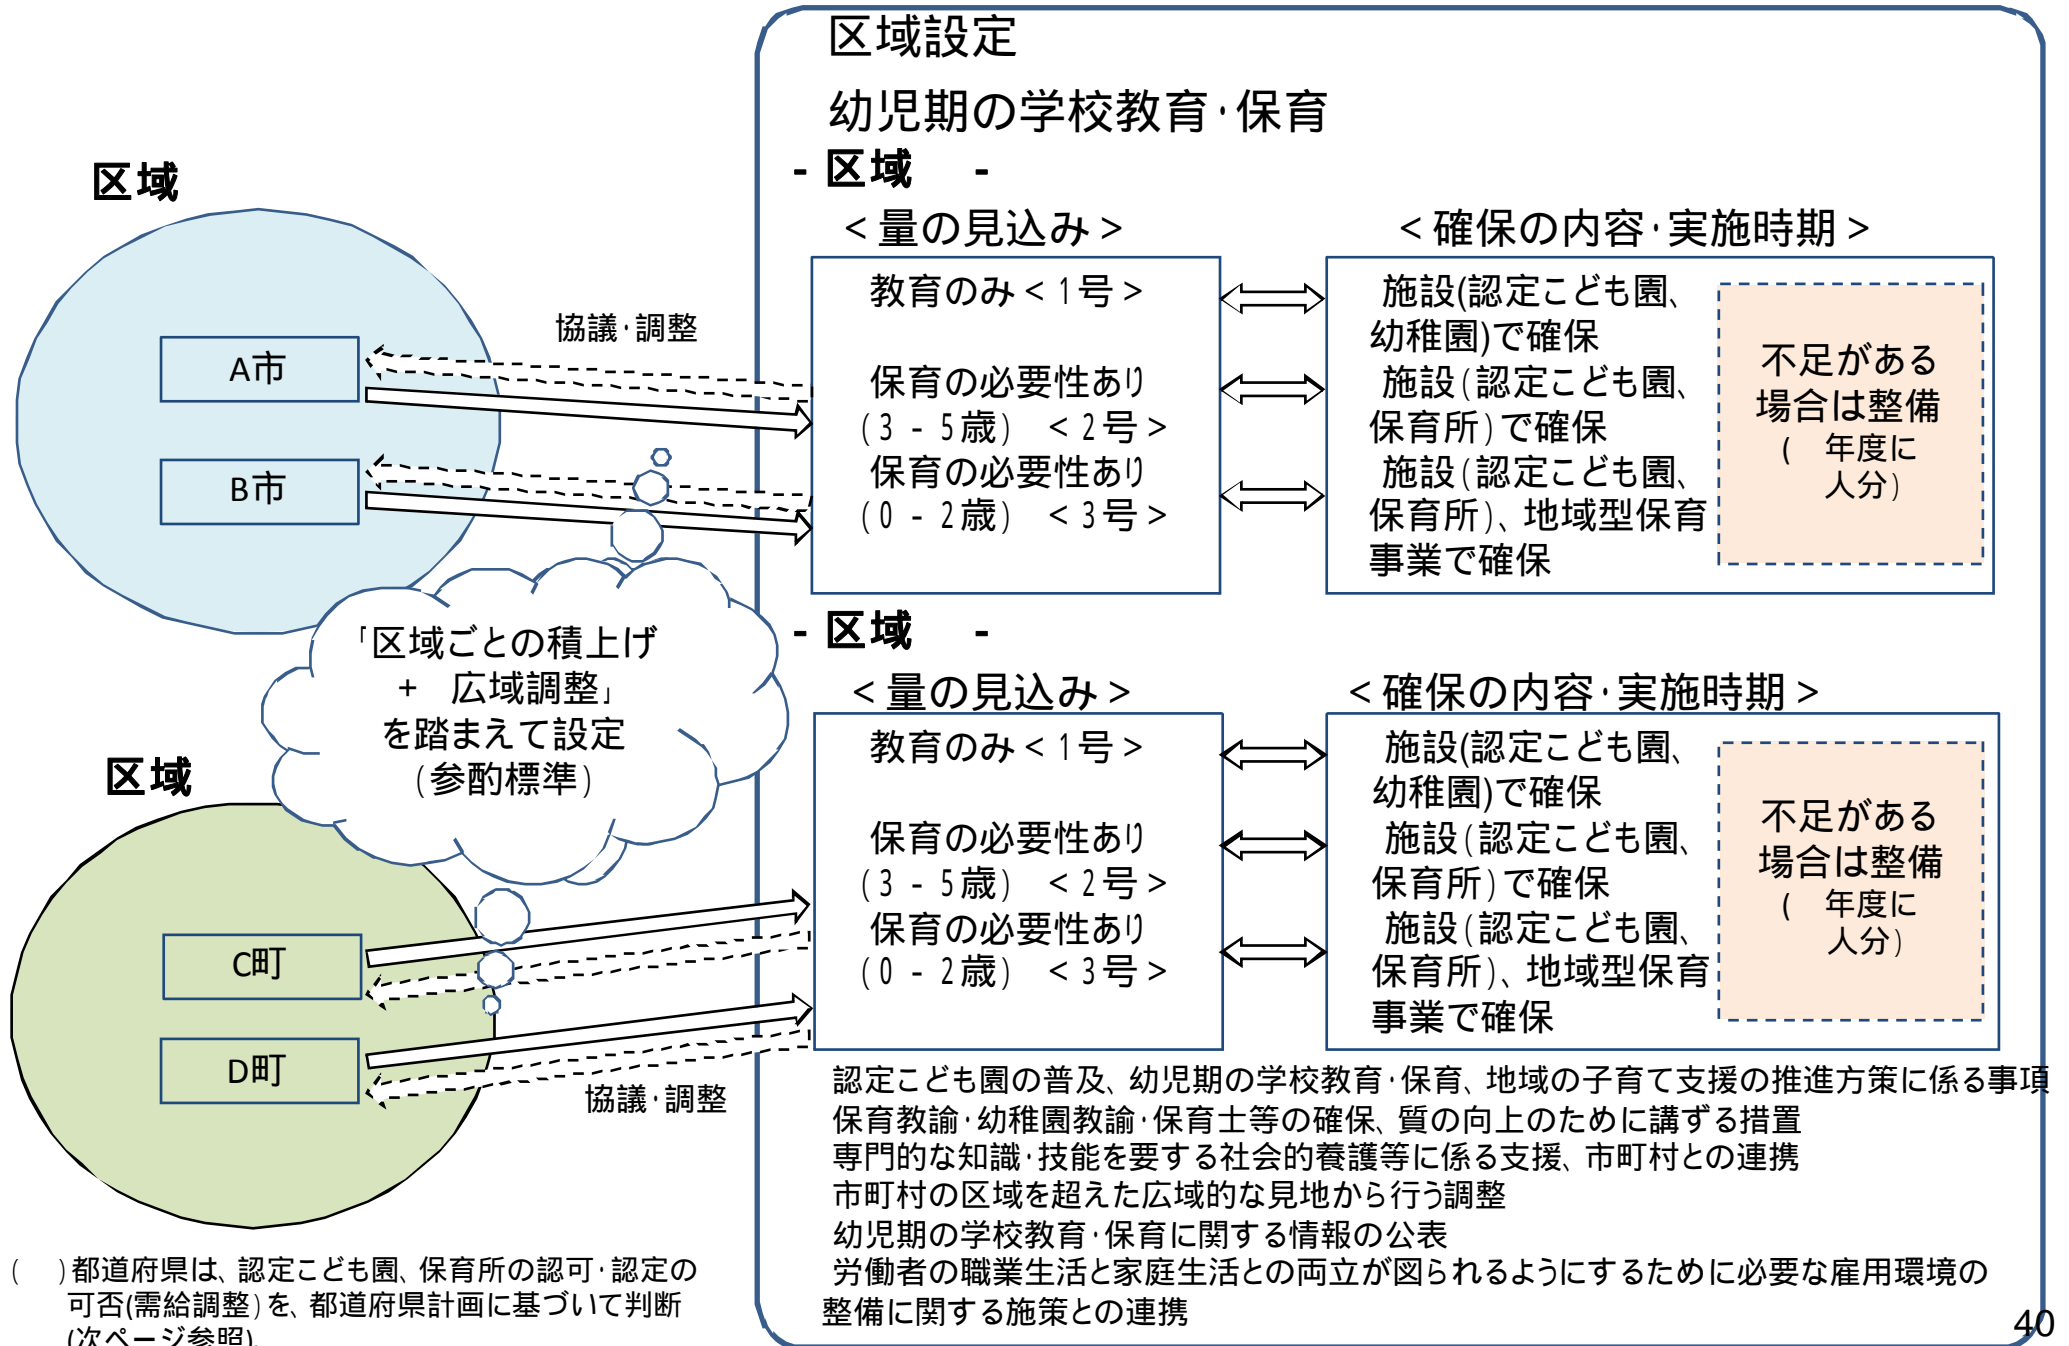 区域設定
幼児期の学校教育･保育
区域
A市
B市
協議･調整
「区域ごとの積上げ
+ 広域調整」
を踏まえて設定
(参酌標準)
区域
C町
D町
協議･調整
- 区域 -
<量の見込み>
教育のみ<1号>
保育の必要性あり
(3-5歳) <2号>
保育の必要性あり
(0-2歳) <3号>
<確保の内容･実施時期>
施設(認定こども園、
幼稚園)で確保
施設(認定こども園、
保育所)で確保
施設(認定こども園、
保育所)、地域型保育
事業で確保
不足がある
場合は整備
( 年度に
人分)
- 区域 -
<量の見込み>
教育のみ<1号>
保育の必要性あり
(3-5歳) <2号>
保育の必要性あり
(0-2歳) <3号>
<確保の内容･実施時期>
施設(認定こども園、
幼稚園)で確保
施設(認定こども園、
保育所)で確保
施設(認定こども園、
保育所)、地域型保育
事業で確保
不足がある
場合は整備
( 年度に
人分)
認定こども園の普及、幼児期の学校教育･保育、地域の子育て支援の推進方策に係る事項
保育教諭･幼稚園教諭･保育士等の確保、質の向上のために講ずる措置
専門的な知識･技能を要する社会的養護等に係る支援、市町村との連携
市町村の区域を超えた広域的な見地から行う調整
幼児期の学校教育･保育に関する情報の公表
労働者の職業生活と家庭生活との両立が図られるようにするために必要な雇用環境の
整備に関する施策との連携
( )都道府県は、認定こども園、保育所の認可･認定の
可否(需給調整)を、都道府県計画に基づいて判断
(次ページ参照)。
40